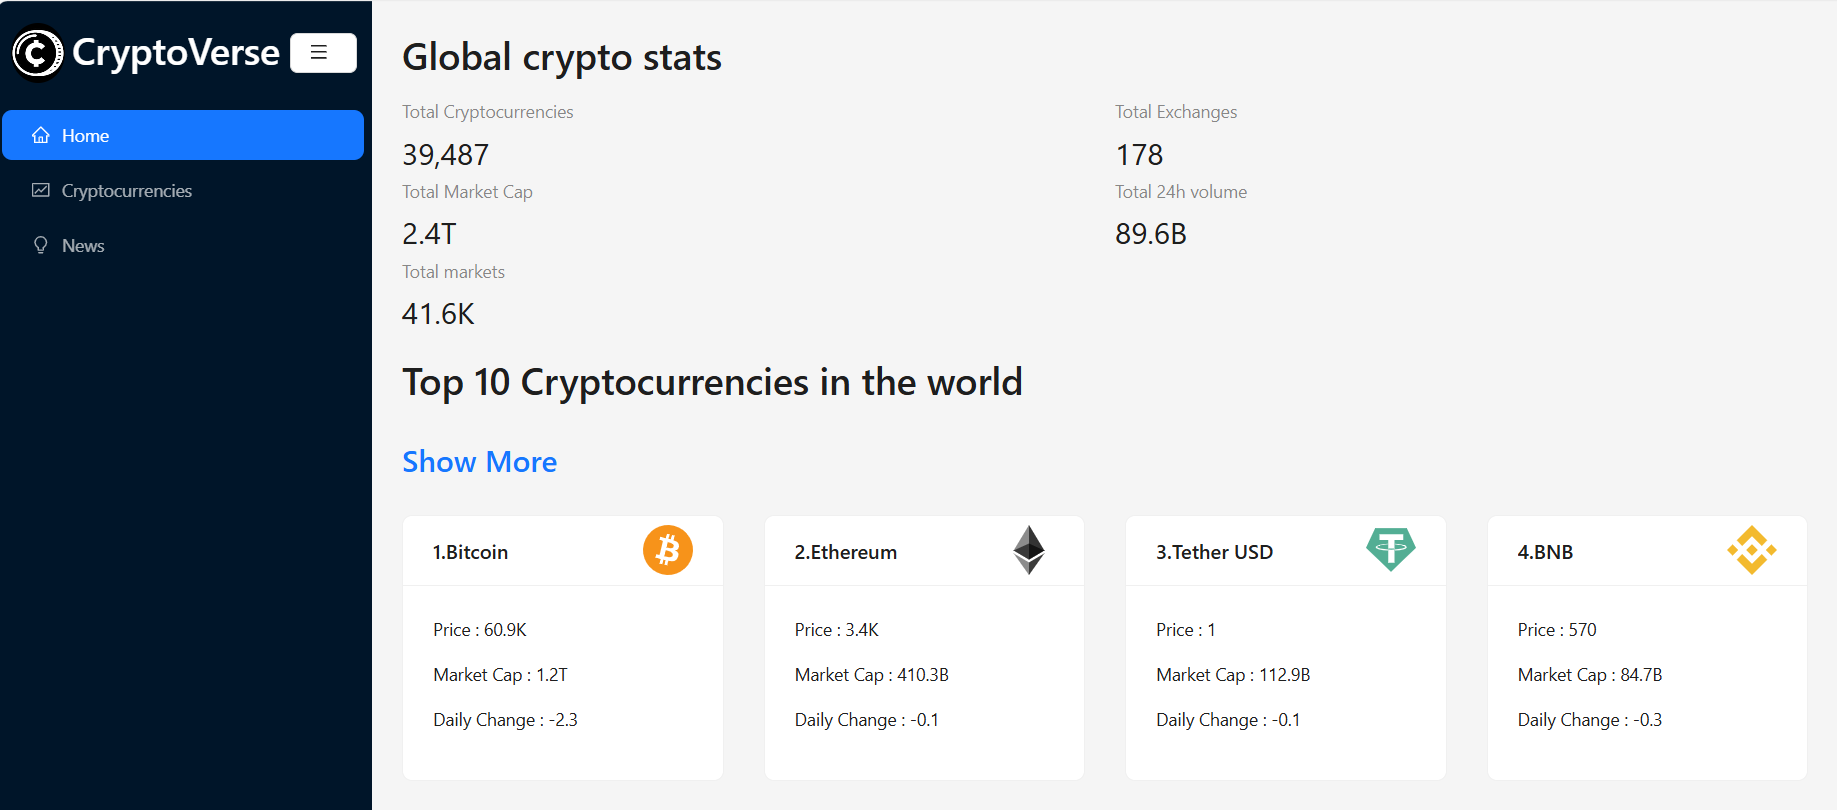 CryptoVerse
Home
Cryptocurrencies
News
Global crypto stats
Total Cryptocurrencies
39,487
Total Exchanges
178
Total Market Cap
2.4T
Total 24h volume
89.6B
Total markets
41.6K
Top 10 Cryptocurrencies in the world
Show More
1.Bitcoin
Price : 60.9K
Market Cap : 1.2T
Daily Change : -2.3
2.Ethereum
Price : 3.4K
Market Cap : 410.3B
Daily Change : -0.1
3.Tether USD
Price : 1
Market Cap : 112.9B
Daily Change : -0.1
4.BNB
Price : 570
Market Cap : 84.7B
Daily Change : -0.3